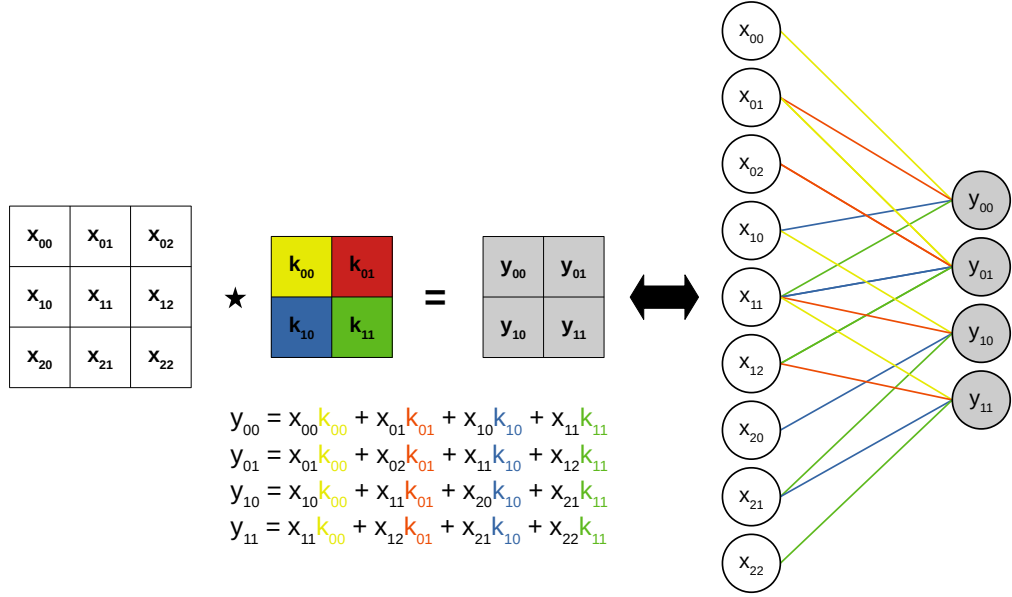 x00 x01 x02
x10 x11 x12
x20 x21 x22
★
k00 k01
k10 k11
=
y00 y01
y10 y11
y00 = x00k00 + x01k01 + x10k10 + x11k11
y01 = x01k00 + x02k01 + x11k10 + x12k11
y10 = x10k00 + x11k01 + x20k10 + x21k11
y11 = x11k00 + x12k01 + x21k10 + x22k11
x00
x01
x02
x10
x11
x12
x20
x21
x22
y00
y01
y10
y11